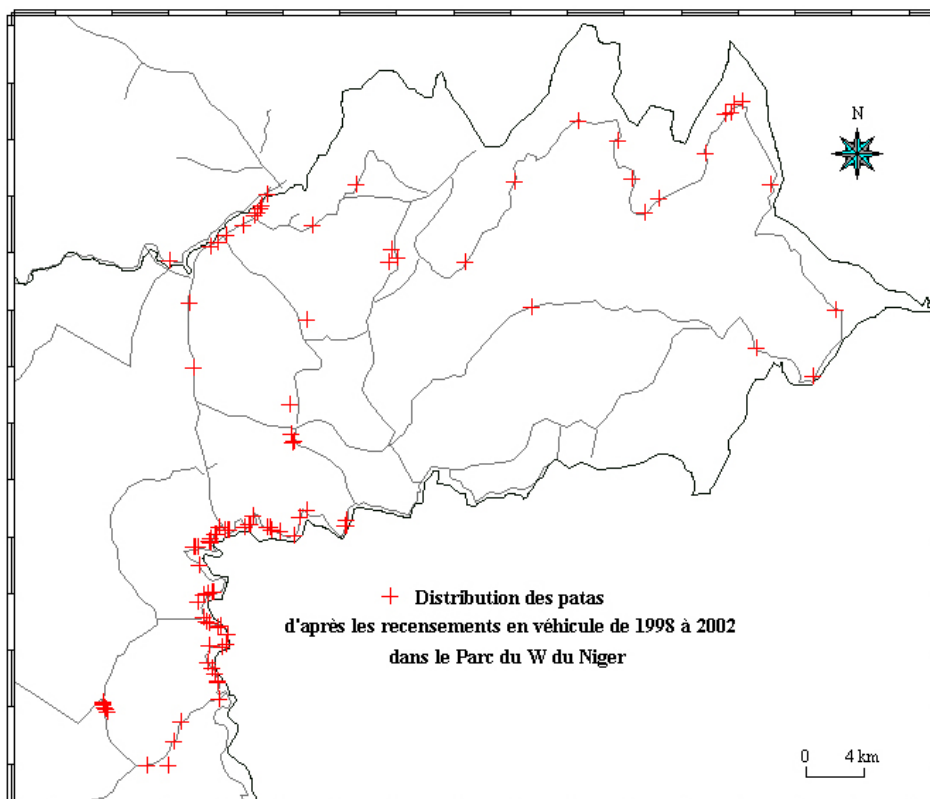 N
Distribution des patas
d'après les recensements en véhicule de 1998 à 2002
dans le Parc du W du Niger
0 4 km